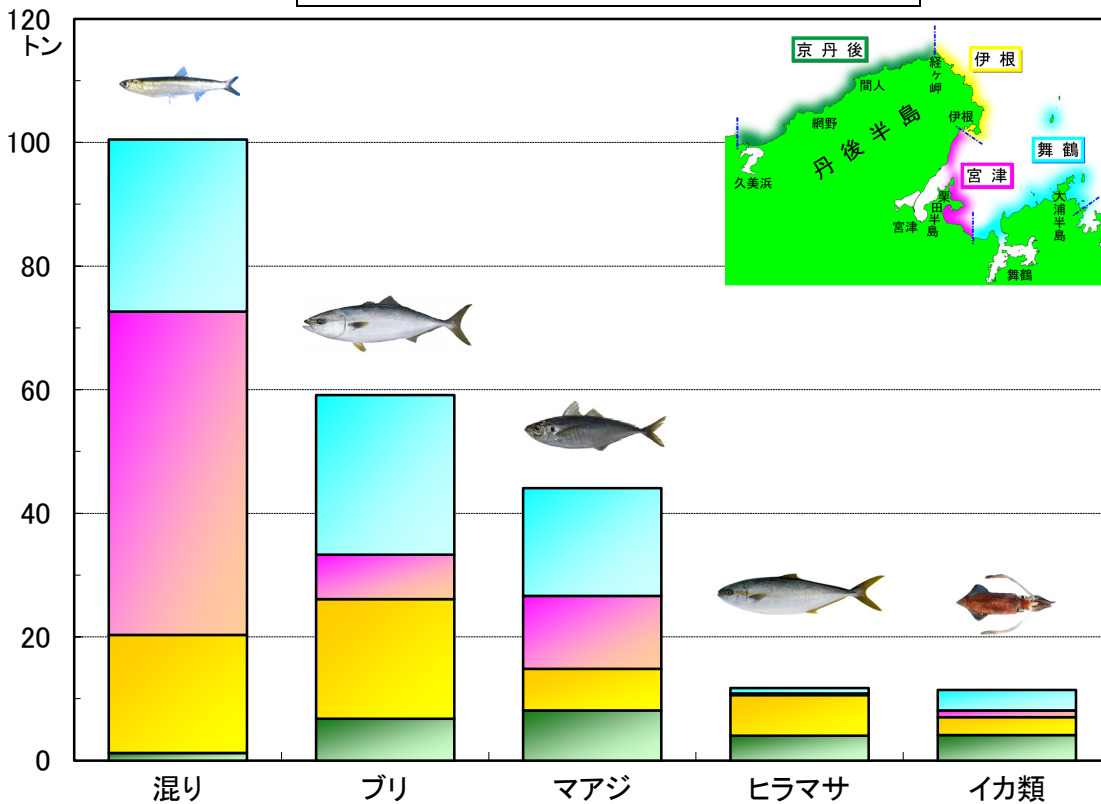 120
トン
100
80
60
40
20
0
混り
ブリ
マアジ
ヒラマサ
イカ類
京丹後
伊根
経ヶ岬
間人
網野
伊根
丹後半島
舞鶴
宮津
久美浜
栗田半島
宮津
大浦半島
舞鶴